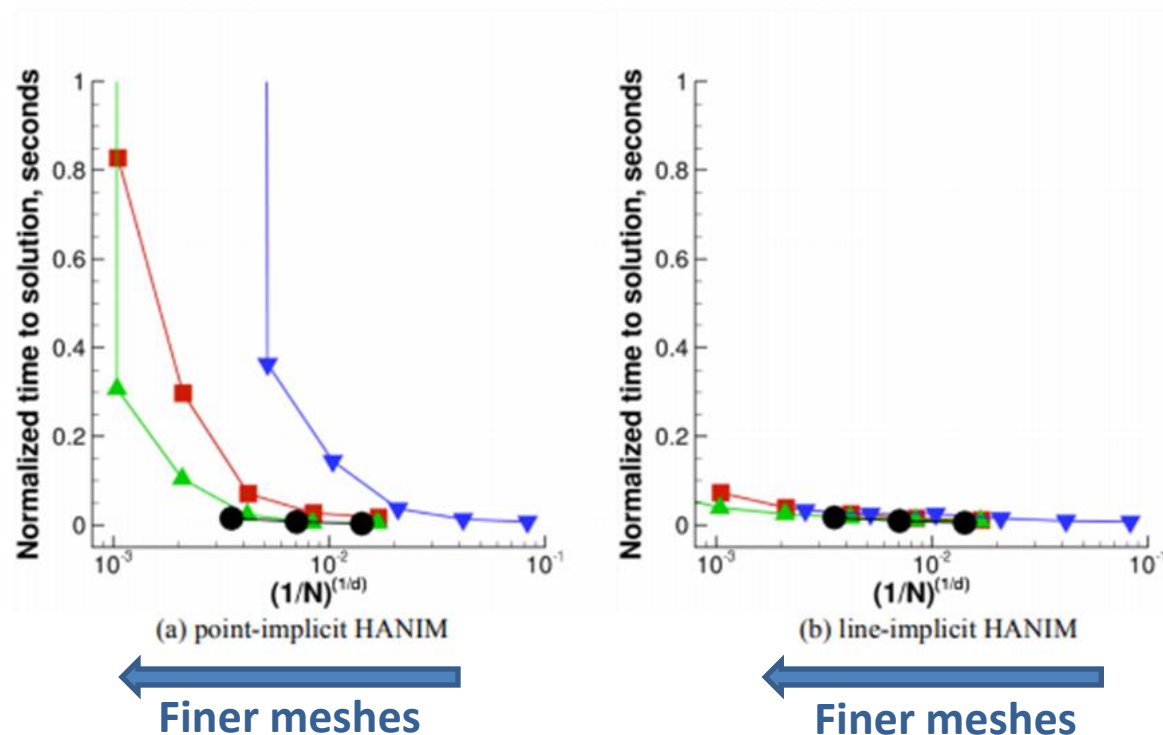 Normalized time to solution, seconds
1
0.8
0.6
0.4
0.2
0
10^-3
10^-2
10^-1
(1/N)^(1/d)
(a) point-implicit HANIM
Finer meshes
Normalized time to solution, seconds
1
0.8
0.6
0.4
0.2
0
10^-3
10^-2
10^-1
(1/N)^(1/d)
(b) line-implicit HANIM
Finer meshes